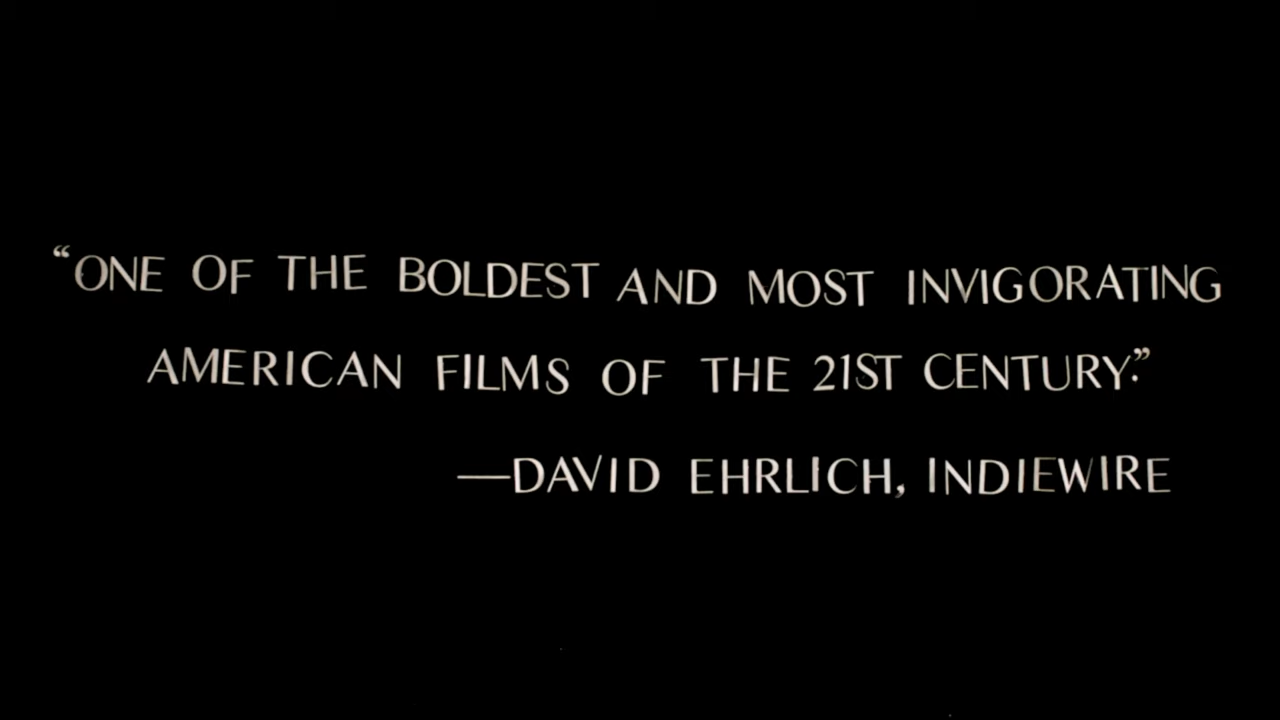 “ONE OF THE BOLDEST AND MOST INVIGORATING
AMERICAN FILMS OF THE 21ST CENTURY.”
—DAVID EHRLICH, INDIEWIRE